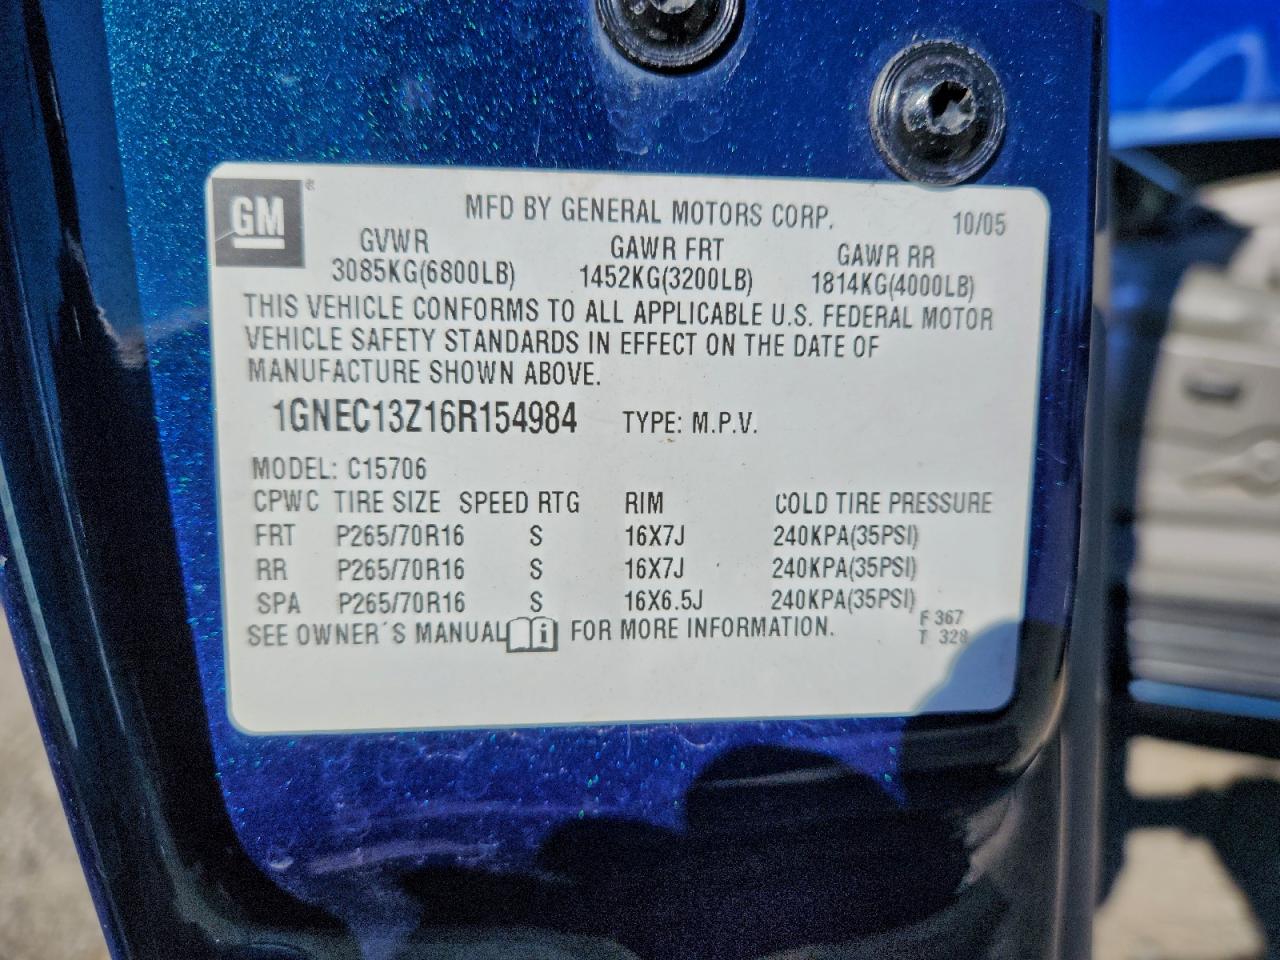 GM ® MFD BY GENERAL MOTORS CORP. 10/05
GVWR GAWR FRT GAWR RR
3085KG(6800LB) 1452KG(3200LB) 1814KG(4000LB)
THIS VEHICLE CONFORMS TO ALL APPLICABLE U.S. FEDERAL MOTOR
VEHICLE SAFETY STANDARDS IN EFFECT ON THE DATE OF
MANUFACTURE SHOWN ABOVE.
1GNEC13Z16R154984 TYPE: M.P.V.
MODEL: C15706
CPWC TIRE SIZE SPEED RTG RIM COLD TIRE PRESSURE
FRT P265/70R16 S 16X7J 240KPA(35PSI)
RR P265/70R16 S 16X7J 240KPA(35PSI)
SPA P265/70R16 S 16X6.5J 240KPA(35PSI)
SEE OWNER´S MANUAL i FOR MORE INFORMATION.
F 367
T 328